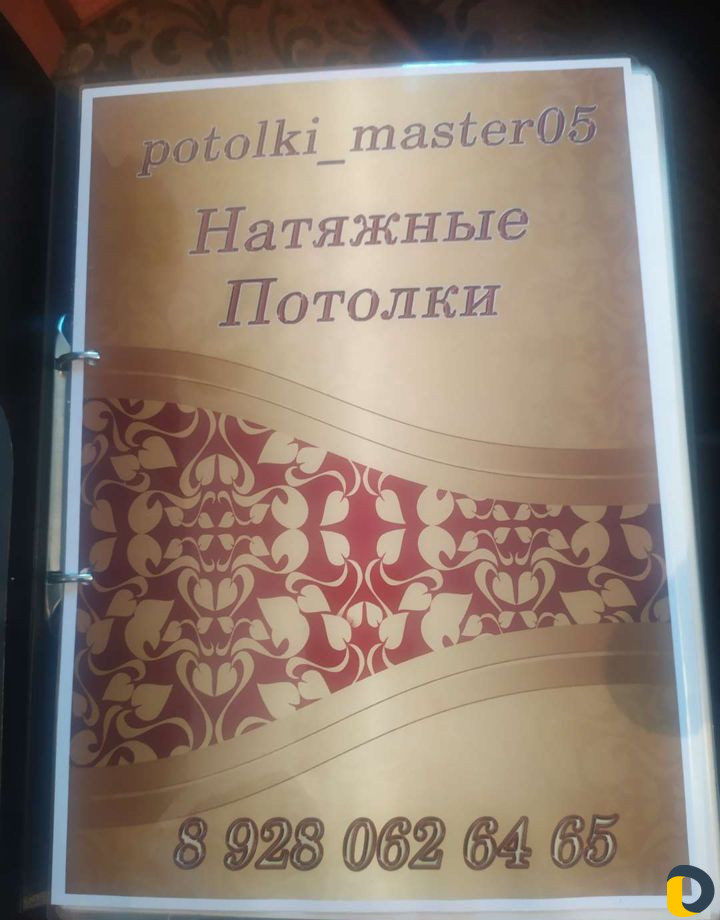 potolki_master05
Натяжные
Потолки
8 928 062 64 65